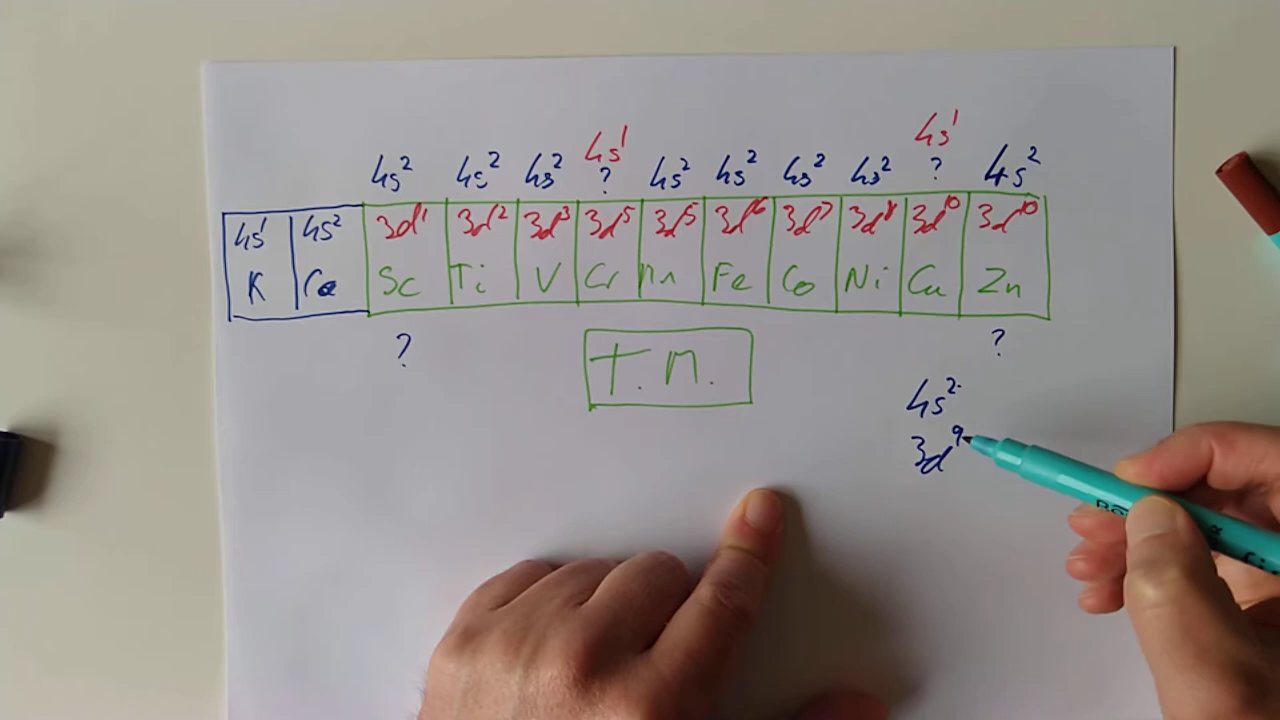 4s¹ 4s¹
4s² 4s² 4s² ? 4s² 4s² 4s² 4s² ? 4s²
4s¹ 4s² 3d¹ 3d² 3d³ 3d⁵ 3d⁵ 3d⁶ 3d⁷ 3d⁸ 3d¹⁰ 3d¹⁰
K Ca Sc Ti V Cr Mn Fe Co Ni Cu Zn
? ?
T.M.
4s²
3d⁹